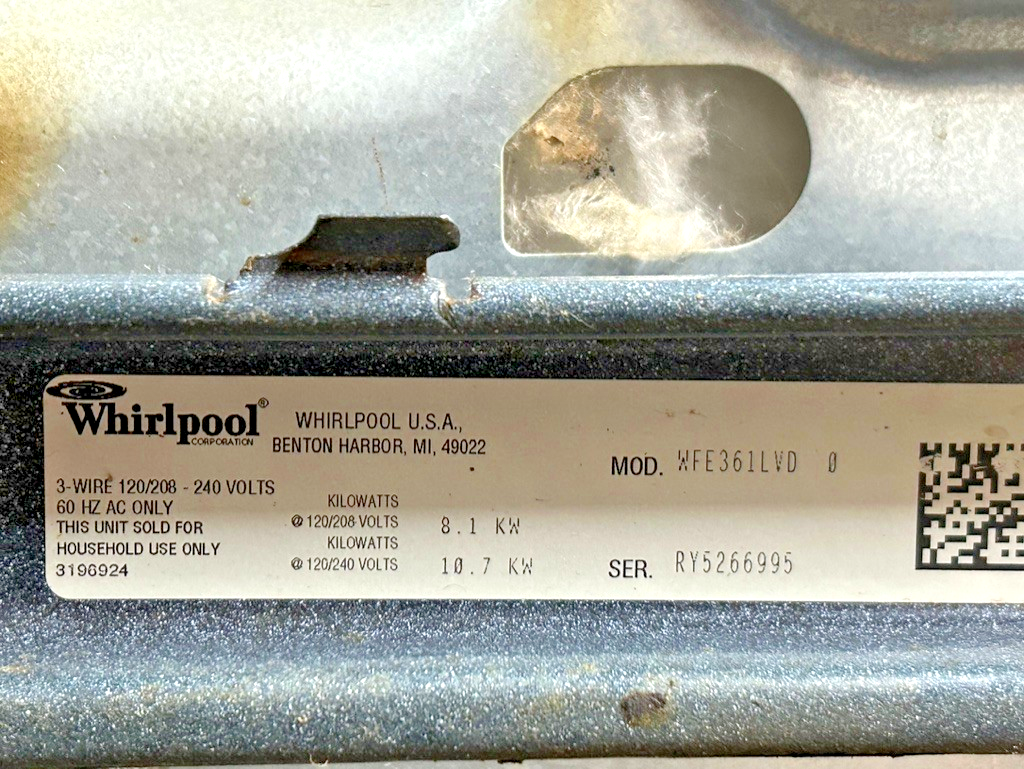 Whirlpool®
CORPORATION
WHIRLPOOL U.S.A.,
BENTON HARBOR, MI, 49022
3-WIRE 120/208 - 240 VOLTS
60 HZ AC ONLY
THIS UNIT SOLD FOR
HOUSEHOLD USE ONLY
3196924
KILOWATTS
@ 120/208 VOLTS 8.1 KW
KILOWATTS
@ 120/240 VOLTS 10.7 KW
MOD. WFE361LVD 0
SER. RY5266995